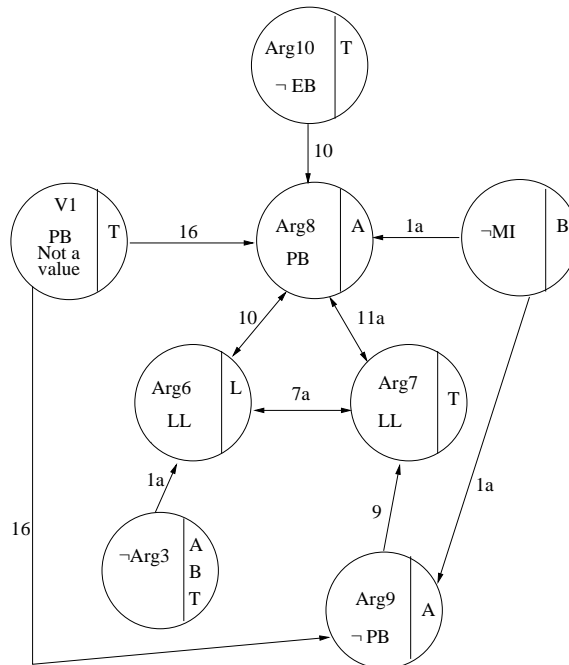 Arg10 T
¬ EB
10
V1
PB T
Not a
value
16
Arg8 A
PB
1a
¬MI B
10
11a
Arg6 L
LL
7a
Arg7 T
LL
1a
9
1a
16
¬Arg3 A
B
T
Arg9 A
¬ PB